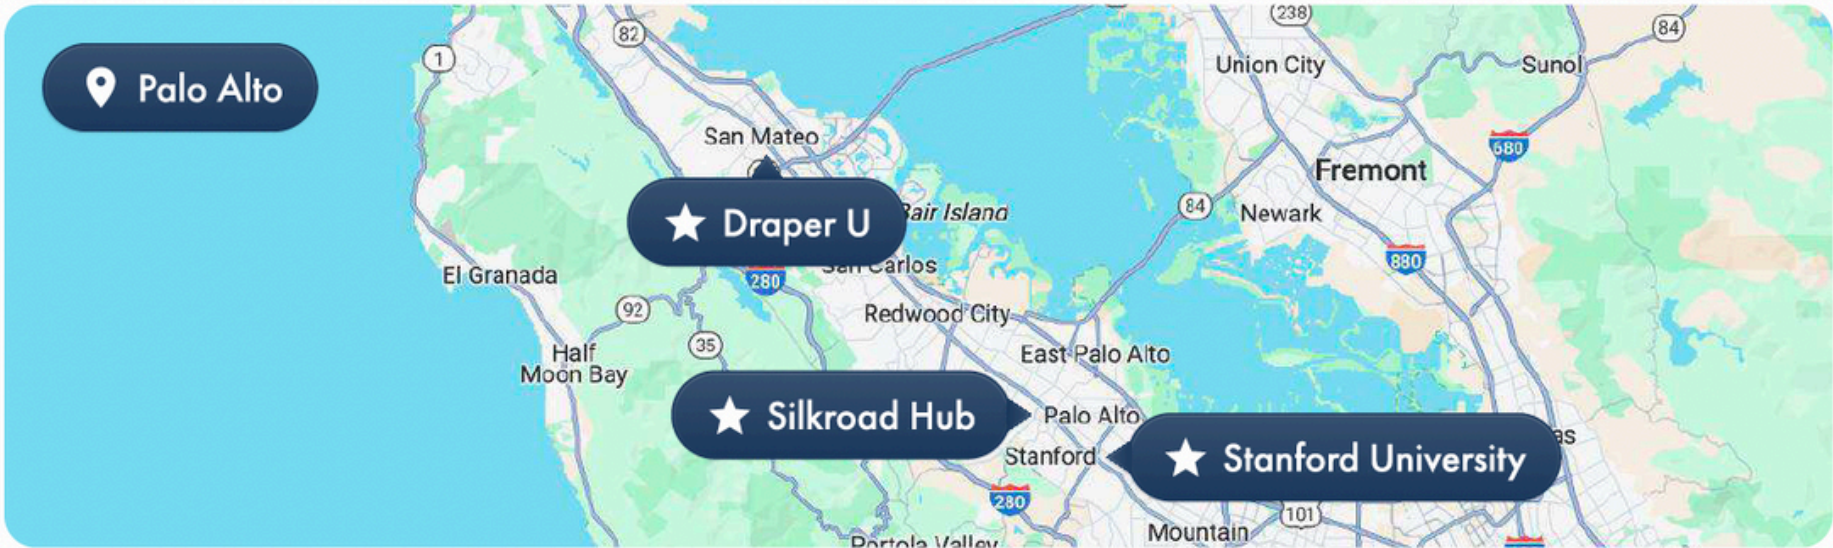 238
84
82
1
Union City
Sunol
Palo Alto
San Mateo
680
Fremont
84
Newark
Draper U
Bair Island
880
San Carlos
El Granada
280
92
Redwood City
35
Half
Moon Bay
East Palo Alto
Silkroad Hub
Palo Alto
as
Stanford
Stanford University
280
101
Mountain
Portola Valley